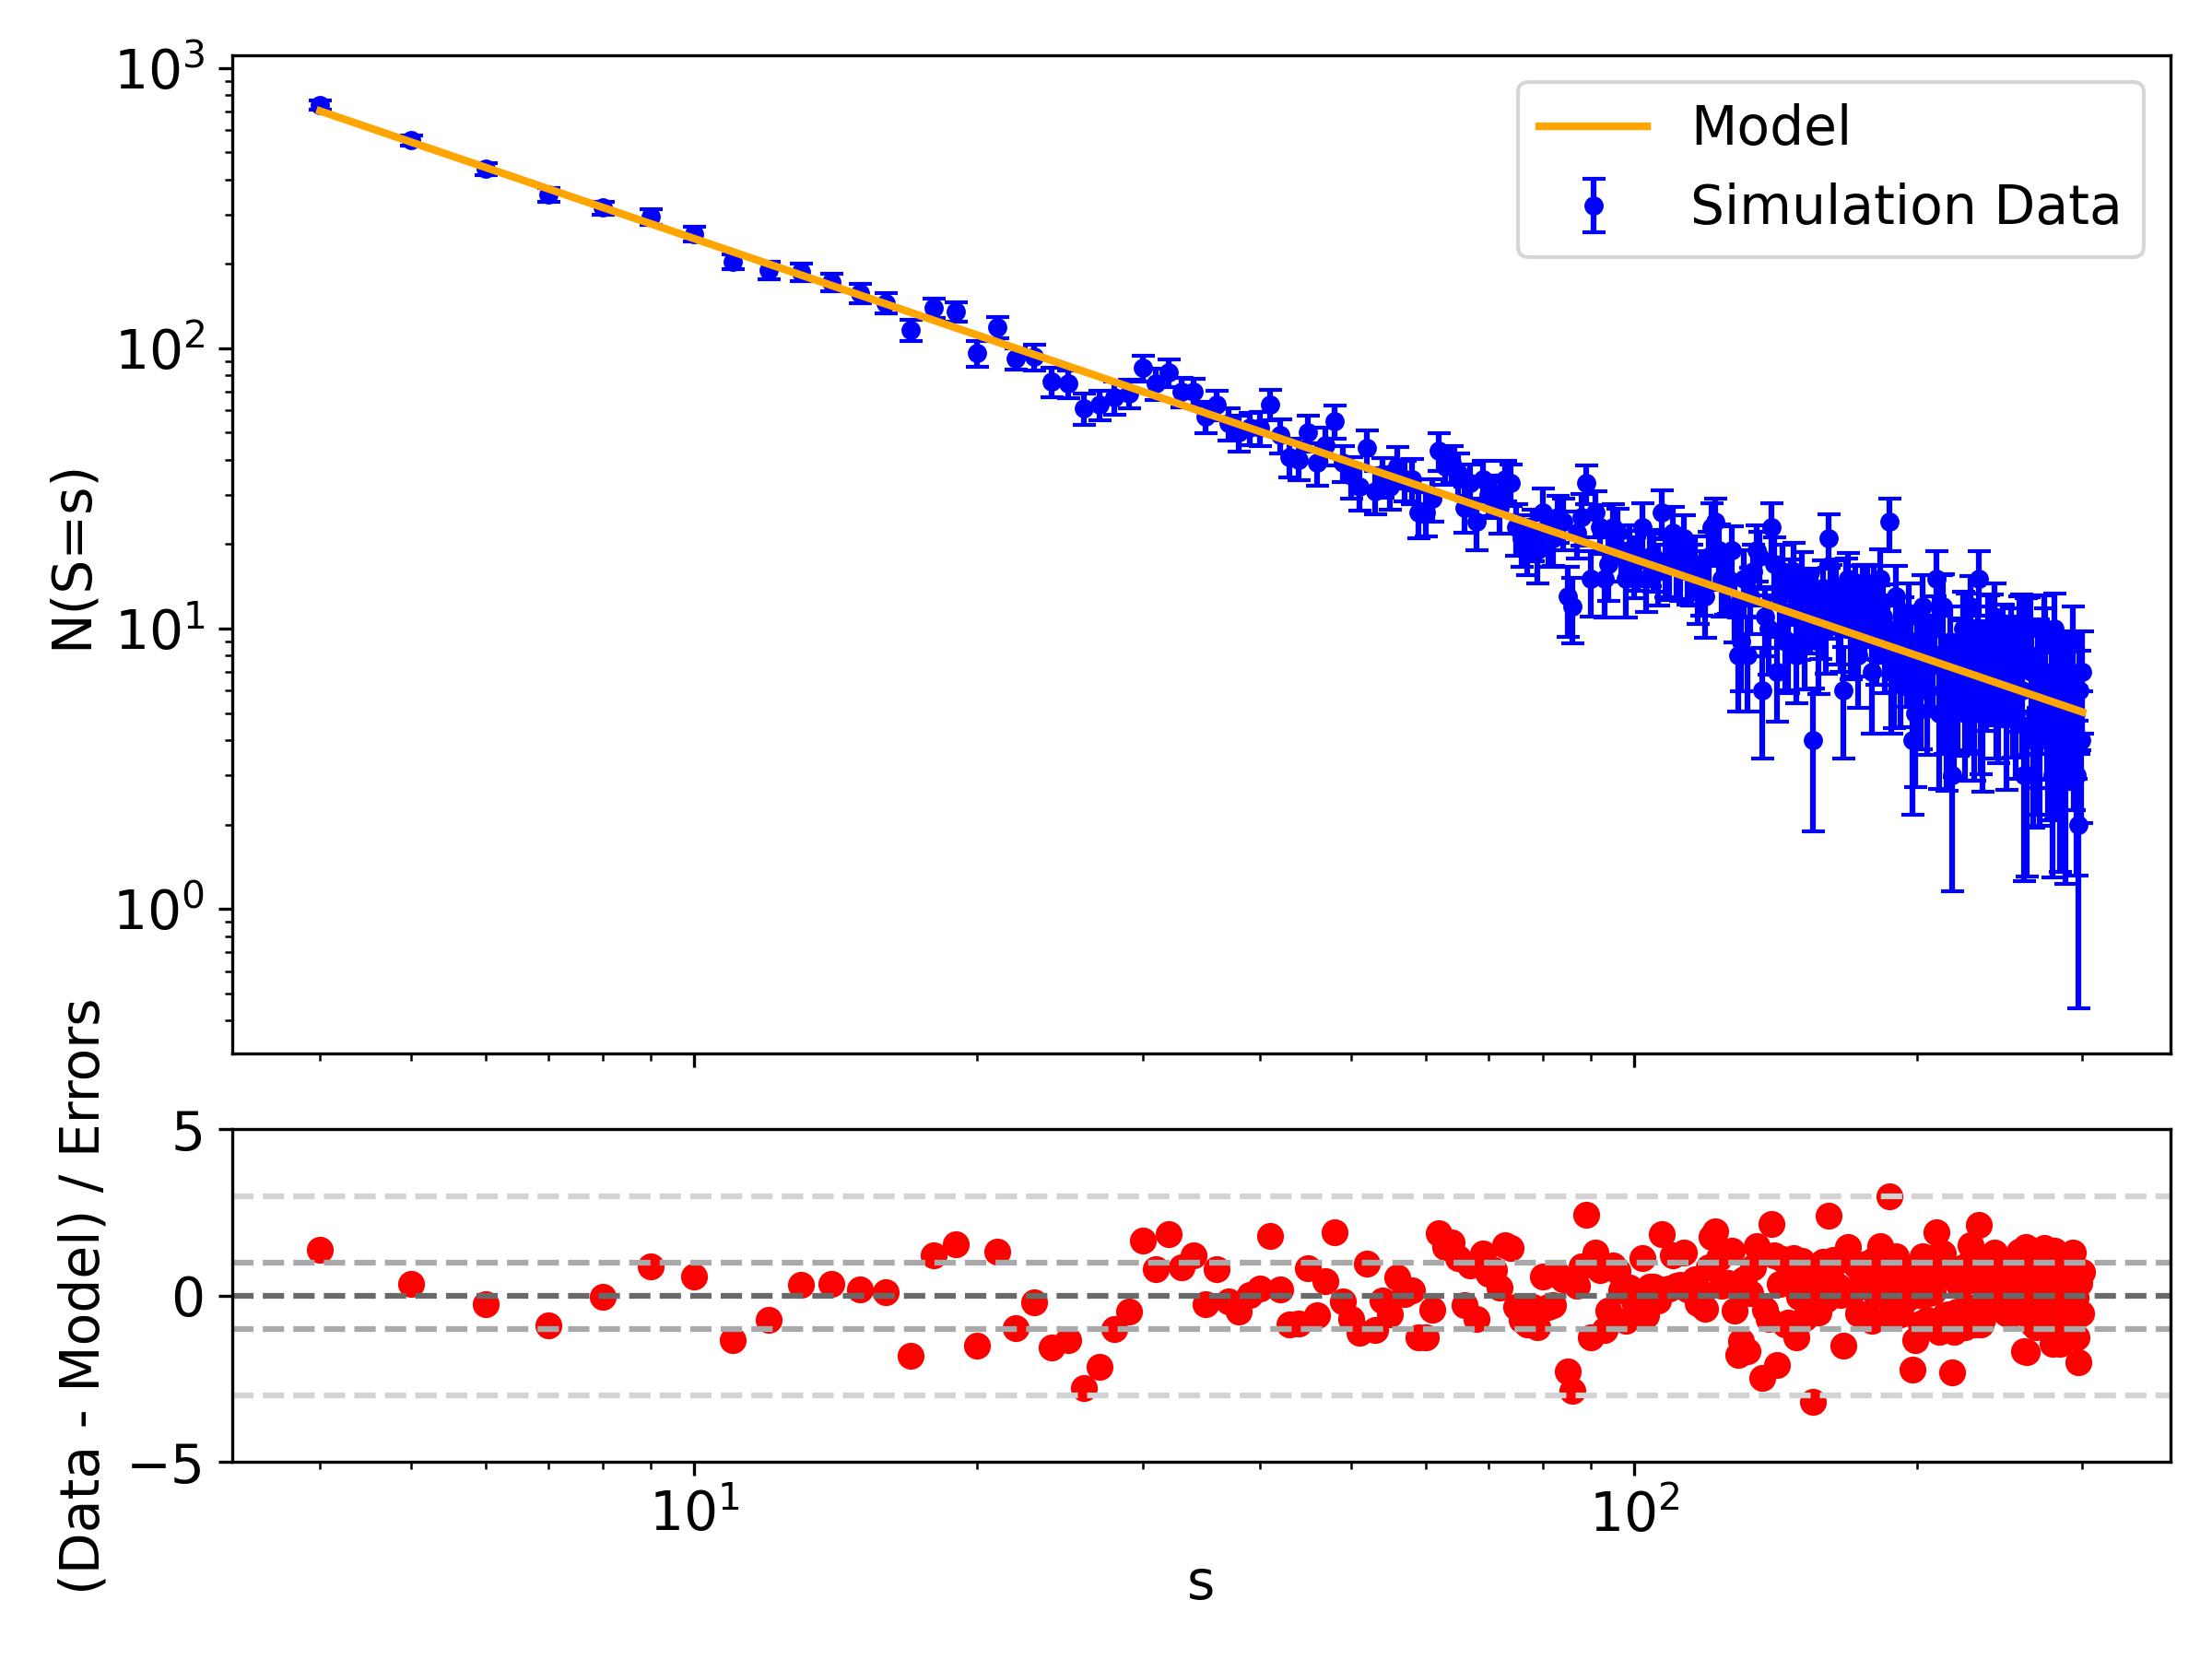 10³
10²
10¹
10⁰
N(S=s)
Model
Simulation Data
5
0
−5
(Data - Model) / Errors
10¹
10²
s